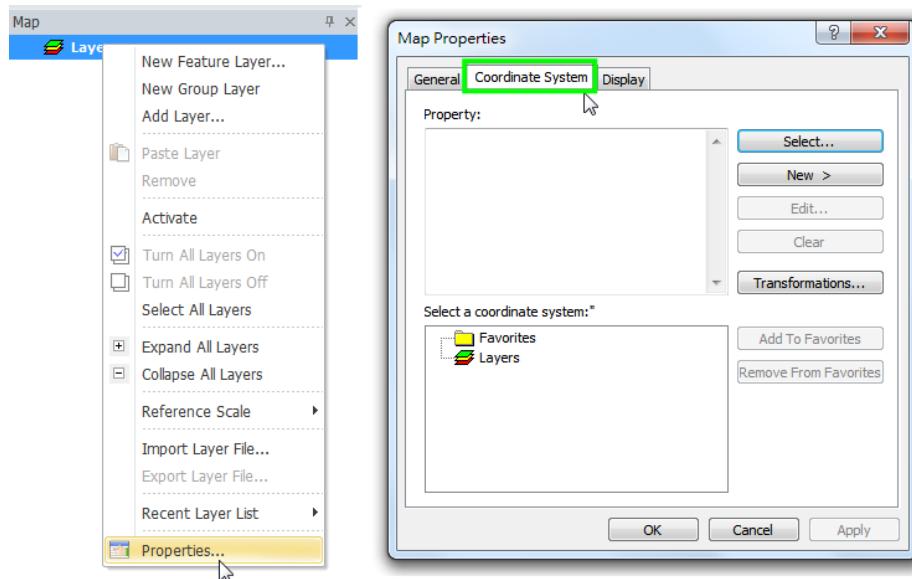 Map
Laye
New Feature Layer...
New Group Layer
Add Layer...
Paste Layer
Remove
Activate
Turn All Layers On
Turn All Layers Off
Select All Layers
Expand All Layers
Collapse All Layers
Reference Scale
Import Layer File...
Export Layer File...
Recent Layer List
Properties...
Map Properties
General Coordinate System Display
Property:
Select...
New >
Edit...
Clear
Transformations...
Select a coordinate system:"
Favorites
Layers
Add To Favorites
Remove From Favorites
OK Cancel Apply